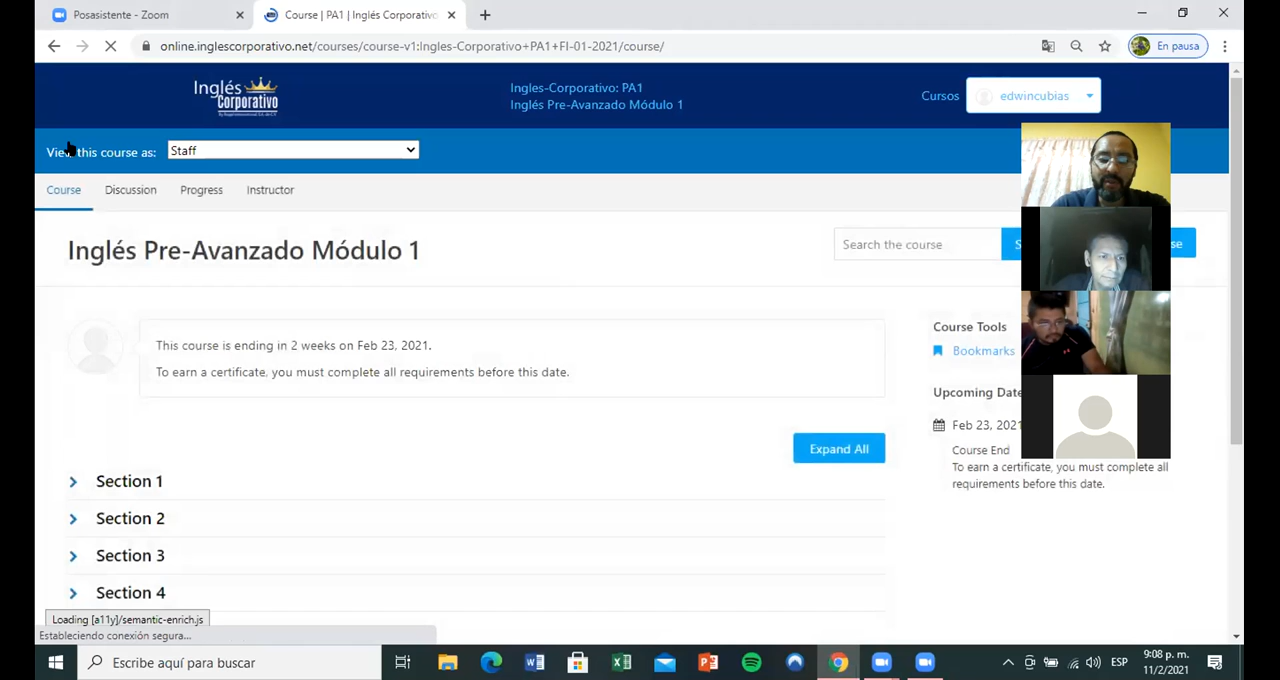 Posasistente - Zoom
Course | PA1 | Inglés Corporativo
online.inglescorporativo.net/courses/course-v1:Ingles-Corporativo+PA1+FI-01-2021/course/
En pausa
Inglés
Corporativo
Ingles-Corporativo: PA1
Inglés Pre-Avanzado Módulo 1
Cursos
edwincubias
View this course as:
Staff
Course
Discussion
Progress
Instructor
Inglés Pre-Avanzado Módulo 1
Search the course
This course is ending in 2 weeks on Feb 23, 2021.
To earn a certificate, you must complete all requirements before this date.
Course Tools
Bookmarks
Upcoming Date
Feb 23, 2021
Course End
To earn a certificate, you must complete all
requirements before this date.
Expand All
Section 1
Section 2
Section 3
Section 4
Loading [a11y]/semantic-enrich.js
Estableciendo conexión segura...
Escribe aquí para buscar
ESP
9:08 p. m.
11/2/2021